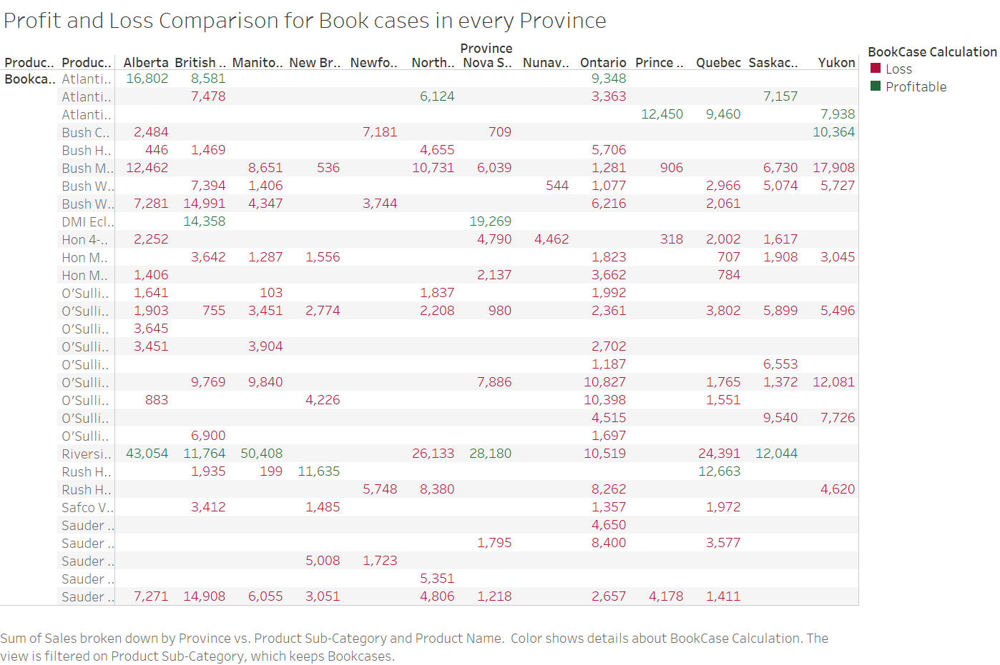 Profit and Loss Comparison for Book cases in every Province
Province
Produc.. Produc.. Alberta British .. Manito.. New Br.. Newfo.. North.. Nova S.. Nunav.. Ontario Prince .. Quebec Saskac.. Yukon
Bookca.. Atlanti.. 16,802 8,581 9,348
Atlanti.. 7,478 6,124 3,363 7,157
Atlanti.. 12,450 9,460 7,938
Bush C.. 2,484 7,181 709 10,364
Bush H.. 446 1,469 4,655 5,706
Bush M.. 12,462 8,651 536 10,731 6,039 1,281 906 6,730 17,908
Bush W.. 7,394 1,406 544 1,077 2,966 5,074 5,727
Bush W.. 7,281 14,991 4,347 3,744 6,216 2,061
DMI Ecl.. 14,358 19,269
Hon 4-.. 2,252 4,790 4,462 318 2,002 1,617
Hon M.. 3,642 1,287 1,556 1,823 707 1,908 3,045
Hon M.. 1,406 2,137 3,662 784
O'Sulli.. 1,641 103 1,837 1,992
O'Sulli.. 1,903 755 3,451 2,774 2,208 980 2,361 3,802 5,899 5,496
O'Sulli.. 3,645
O'Sulli.. 3,451 3,904 2,702
O'Sulli.. 1,187 6,553
O'Sulli.. 9,769 9,840 7,886 10,827 1,765 1,372 12,081
O'Sulli.. 883 4,226 10,398 1,551
O'Sulli.. 4,515 9,540 7,726
O'Sulli.. 6,900 1,697
Riversi.. 43,054 11,764 50,408 26,133 28,180 10,519 24,391 12,044
Rush H.. 1,935 199 11,635 12,663
Rush H.. 5,748 8,380 8,262 4,620
Safco V.. 3,412 1,485 1,357 1,972
Sauder .. 4,650
Sauder .. 1,795 8,400 3,577
Sauder .. 5,008 1,723
Sauder .. 5,351
Sauder .. 7,271 14,908 6,055 3,051 4,806 1,218 2,657 4,178 1,411
BookCase Calculation
Loss
Profitable
Sum of Sales broken down by Province vs. Product Sub-Category and Product Name. Color shows details about BookCase Calculation. The
view is filtered on Product Sub-Category, which keeps Bookcases.